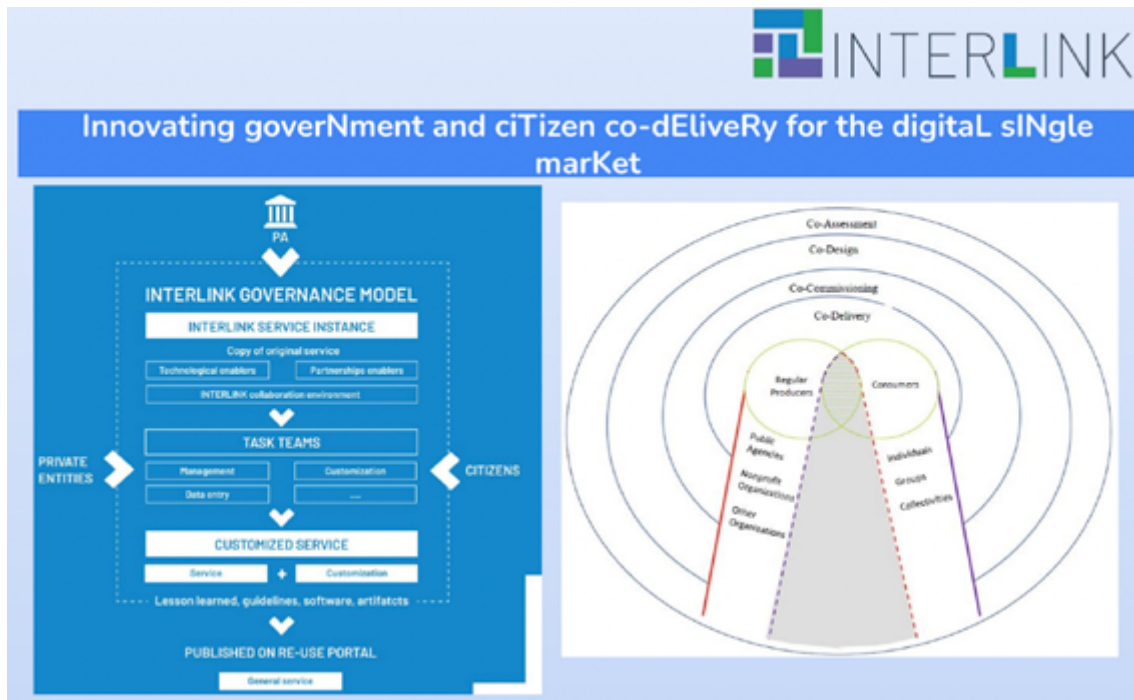 INTERLINK
Innovating goverNment and ciTizen co-dEliveRy for the digitaL sINgle
marKet
PA
INTERLINK GOVERNANCE MODEL
INTERLINK SERVICE INSTANCE
Copy of original service
Technological enablers
Partnerships enablers
INTERLINK collaboration environment
TASK TEAMS
Management
Customization
Data entry
....
PRIVATE
ENTITIES
CITIZENS
CUSTOMIZED SERVICE
Service
+
Customization
Lesson learned, guidelines, software, artifatcts
PUBLISHED ON RE-USE PORTAL
General service
Co-Assessment
Co-Design
Co-Commissioning
Co-Delivery
Regular
Producers
Consumers
Public
Agencies
Nonprofit
Organizations
Other
Organizations
Individuals
Groups
Collectivities